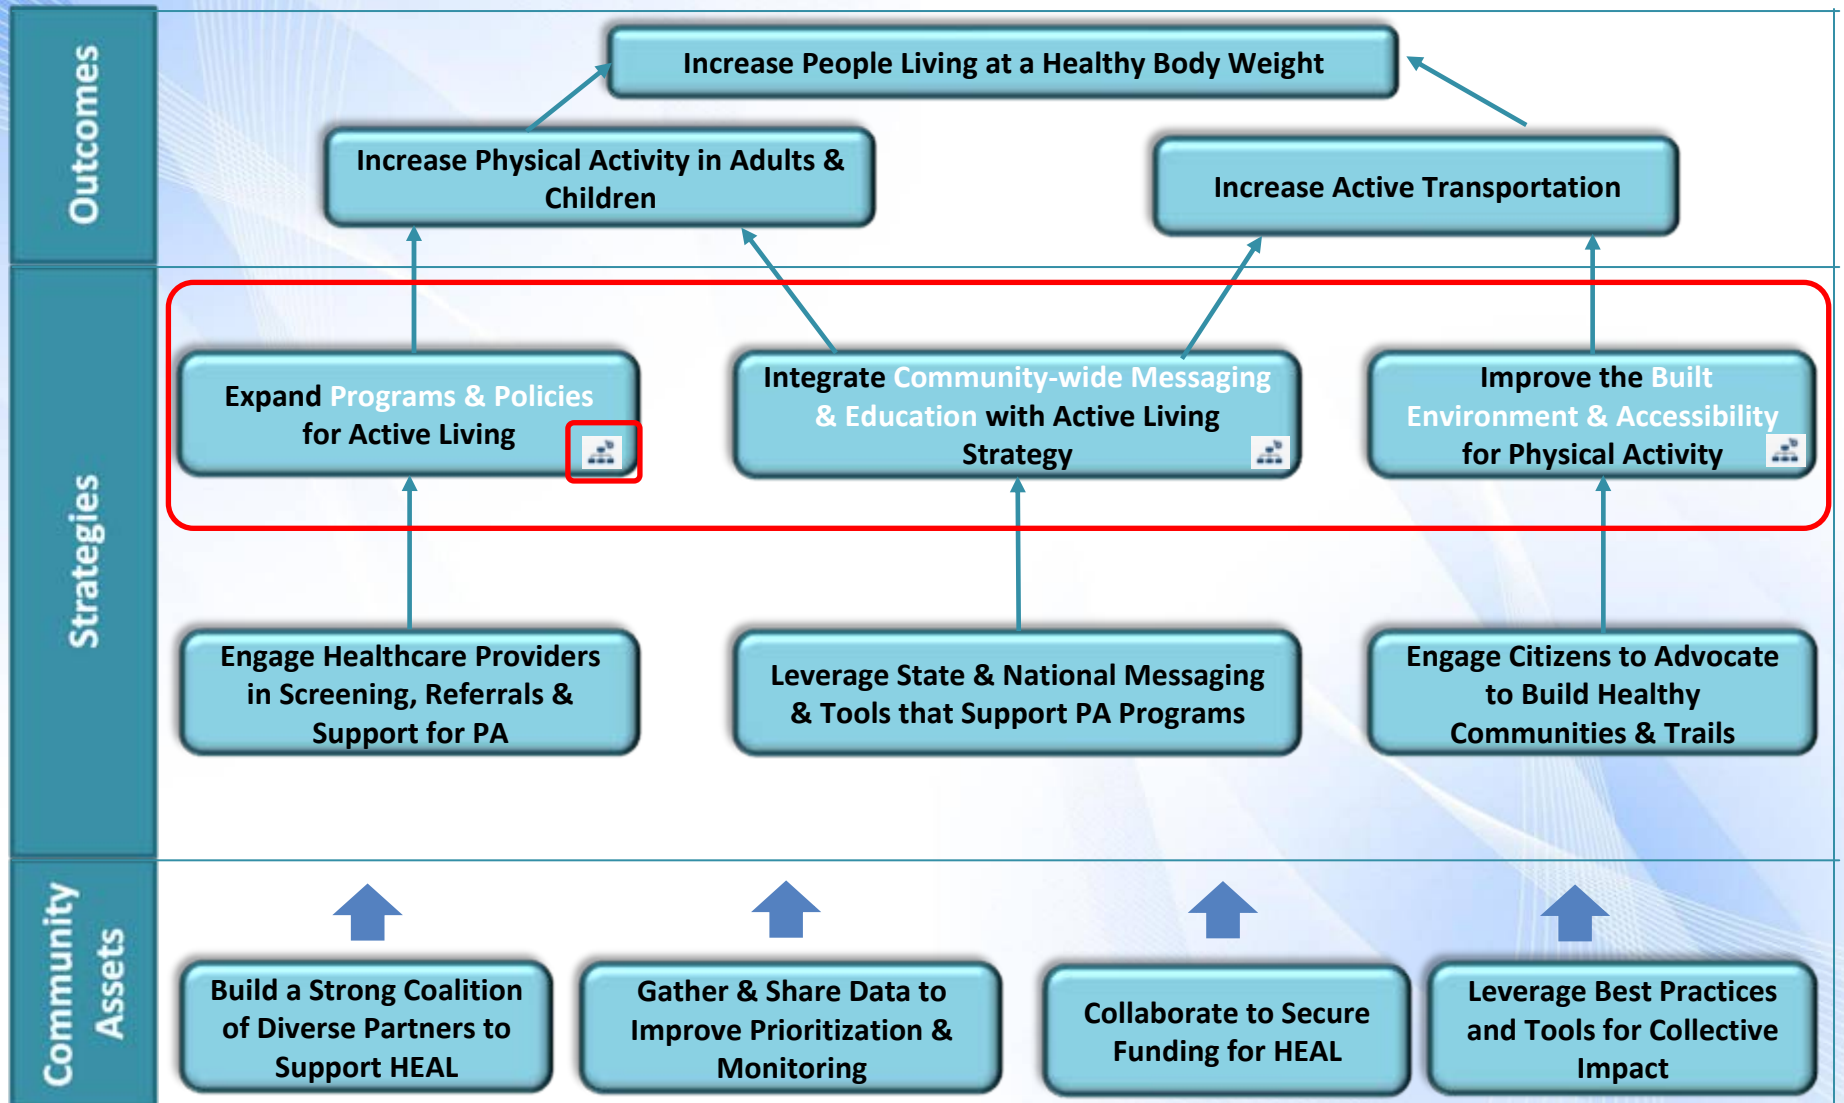 Outcomes
Increase People Living at a Healthy Body Weight
Increase Physical Activity in Adults &
Children
Increase Active Transportation
Strategies
Expand Programs & Policies
for Active Living
Integrate Community-wide Messaging
& Education with Active Living
Strategy
Improve the Built
Environment & Accessibility
for Physical Activity
Engage Healthcare Providers
in Screening, Referrals &
Support for PA
Leverage State & National Messaging
& Tools that Support PA Programs
Engage Citizens to Advocate
to Build Healthy
Communities & Trails
Community
Assets
Build a Strong Coalition
of Diverse Partners to
Support HEAL
Gather & Share Data to
Improve Prioritization &
Monitoring
Collaborate to Secure
Funding for HEAL
Leverage Best Practices
and Tools for Collective
Impact